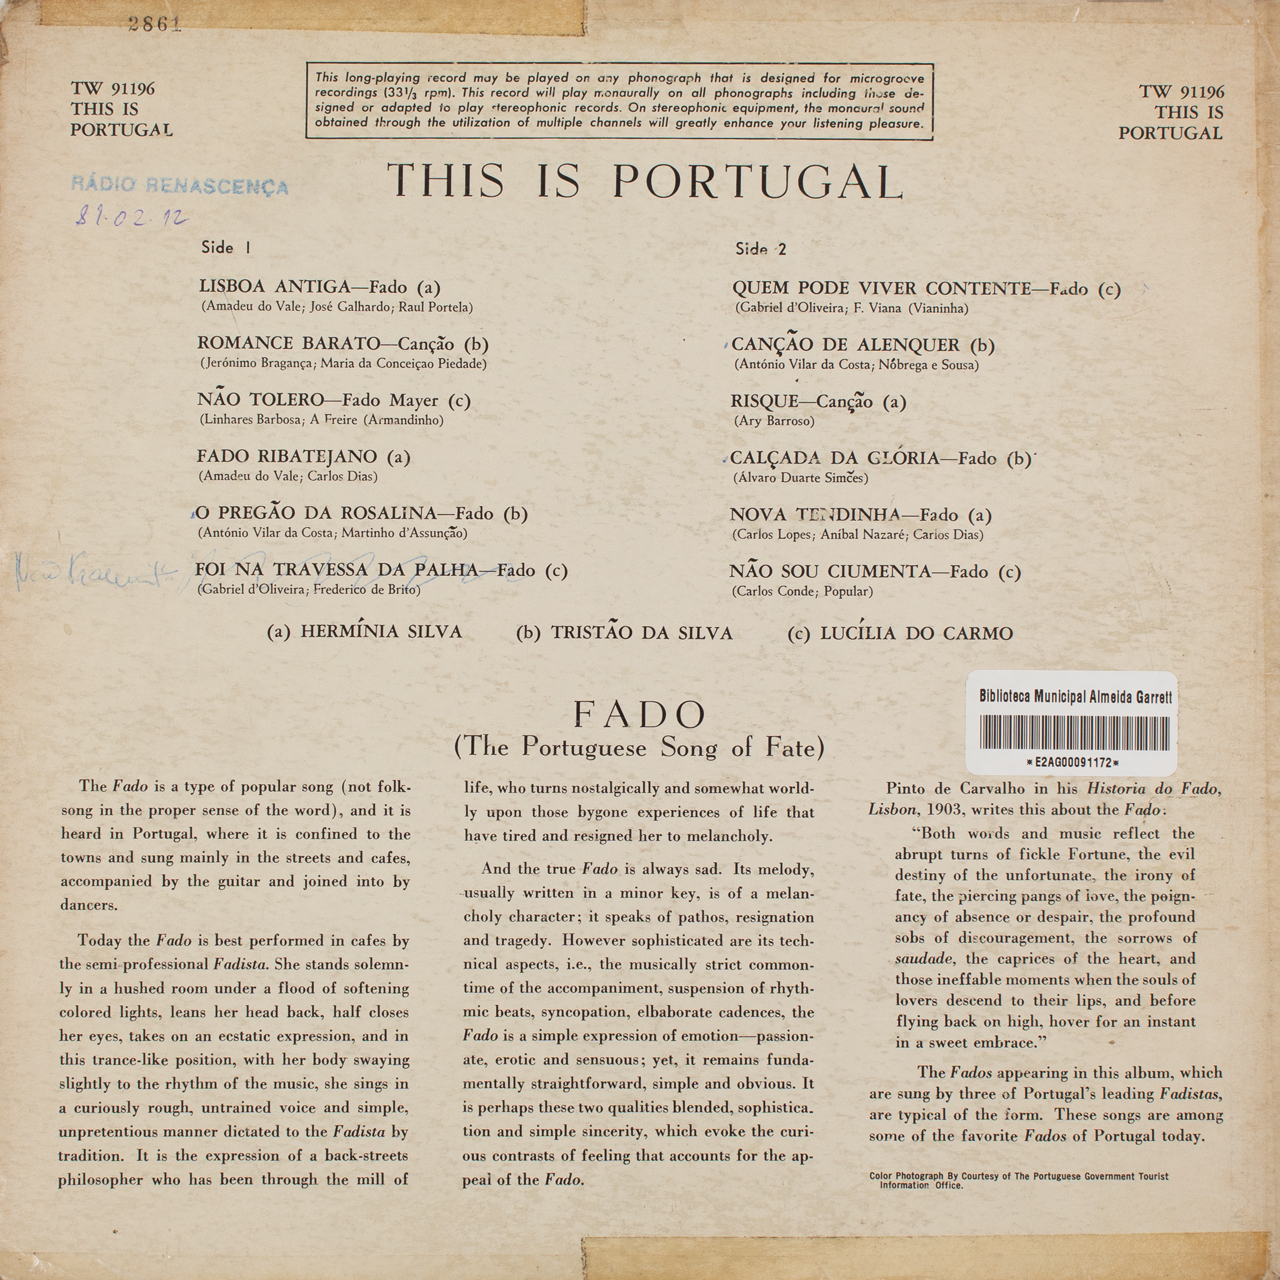 2861
TW 91196
THIS IS
PORTUGAL
This long-playing record may be played on any phonograph that is designed for microgroove
recordings (33 1/3 rpm). This record will play monaurally on all phonographs including those de-
signed or adapted to play stereophonic records. On stereophonic equipment, the monaural sound
obtained through the utilization of multiple channels will greatly enhance your listening pleasure.
TW 91196
THIS IS
PORTUGAL
THIS IS PORTUGAL
RÁDIO RENASCENÇA
81.02.12
Side 1
LISBOA ANTIGA—Fado (a)
(Amadeu do Vale; José Galhardo; Raul Portela)
ROMANCE BARATO—Canção (b)
(Jerónimo Bragança; Maria da Conceiçao Piedade)
NÃO TOLERO—Fado Mayer (c)
(Linhares Barbosa; A Freire (Armandinho)
FADO RIBATEJANO (a)
(Amadeu do Vale; Carlos Dias)
O PREGÃO DA ROSALINA—Fado (b)
(António Vilar da Costa; Martinho d'Assunção)
FOI NA TRAVESSA DA PALHA—Fado (c)
(Gabriel d'Oliveira; Frederico de Brito)
Side 2
QUEM PODE VIVER CONTENTE—Fado (c)
(Gabriel d'Oliveira; F. Viana (Vianinha)
CANÇÃO DE ALENQUER (b)
(António Vilar da Costa; Nóbrega e Sousa)
RISQUE—Canção (a)
(Ary Barroso)
CALÇADA DA GLÓRIA—Fado (b)
(Álvaro Duarte Simões)
NOVA TENDINHA—Fado (a)
(Carlos Lopes; Aníbal Nazaré; Carlos Dias)
NÃO SOU CIUMENTA—Fado (c)
(Carlos Conde; Popular)
(a) HERMÍNIA SILVA (b) TRISTÃO DA SILVA (c) LUCÍLIA DO CARMO
Biblioteca Municipal Almeida Garrett
*E2AG00091172*
FADO
(The Portuguese Song of Fate)
The Fado is a type of popular song (not folk-
song in the proper sense of the word), and it is
heard in Portugal, where it is confined to the
towns and sung mainly in the streets and cafes,
accompanied by the guitar and joined into by
dancers.
Today the Fado is best performed in cafes by
the semi-professional Fadista. She stands solemn-
ly in a hushed room under a flood of softening
colored lights, leans her head back, half closes
her eyes, takes on an ecstatic expression, and in
this trance-like position, with her body swaying
slightly to the rhythm of the music, she sings in
a curiously rough, untrained voice and simple,
unpretentious manner dictated to the Fadista by
tradition. It is the expression of a back-streets
philosopher who has been through the mill of
life, who turns nostalgically and somewhat world-
ly upon those bygone experiences of life that
have tired and resigned her to melancholy.
And the true Fado is always sad. Its melody,
usually written in a minor key, is of a melan-
choly character; it speaks of pathos, resignation
and tragedy. However sophisticated are its tech-
nical aspects, i.e., the musically strict common-
time of the accompaniment, suspension of rhyth-
mic beats, syncopation, elbaborate cadences, the
Fado is a simple expression of emotion—passion-
ate, erotic and sensuous; yet, it remains funda-
mentally straightforward, simple and obvious. It
is perhaps these two qualities blended, sophistica-
tion and simple sincerity, which evoke the curi-
ous contrasts of feeling that accounts for the ap-
peal of the Fado.
Pinto de Carvalho in his Historia do Fado,
Lisbon, 1903, writes this about the Fado:
"Both words and music reflect the
abrupt turns of fickle Fortune, the evil
destiny of the unfortunate, the irony of
fate, the piercing pangs of love, the poign-
ancy of absence or despair, the profound
sobs of discouragement, the sorrows of
saudade, the caprices of the heart, and
those ineffable moments when the souls of
lovers descend to their lips, and before
flying back on high, hover for an instant
in a sweet embrace."
The Fados appearing in this album, which
are sung by three of Portugal's leading Fadistas,
are typical of the form. These songs are among
some of the favorite Fados of Portugal today.
Color Photograph By Courtesy of The Portuguese Government Tourist
Information Office.